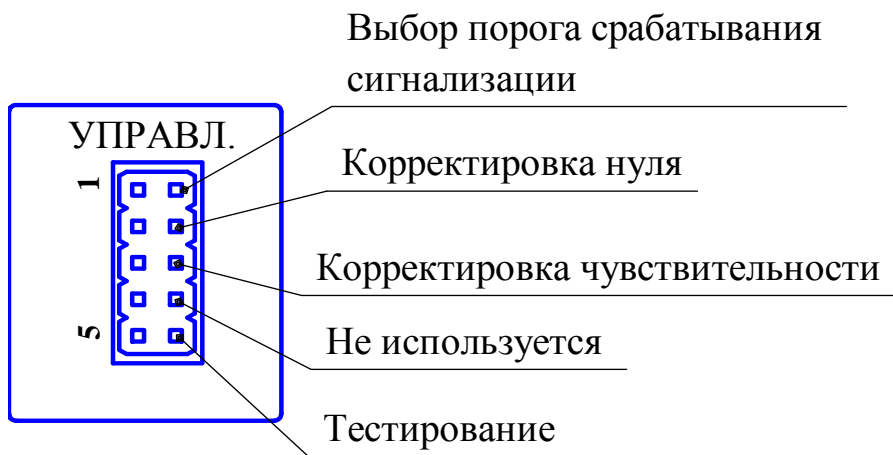 Выбор порога срабатывания
сигнализации
УПРАВЛ.
1
Корректировка нуля
Корректировка чувствительности
5
Не используется
Тестирование